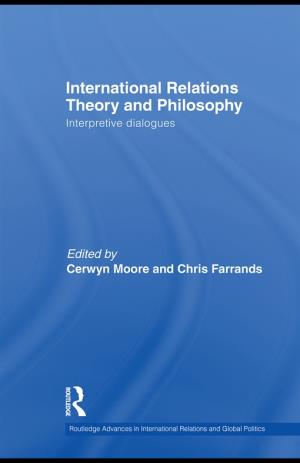 International Relations
Theory and Philosophy
Interpretive dialogues
Edited by
Cerwyn Moore and Chris Farrands
ROUTLEDGE
Routledge Advances in International Relations and Global Politics